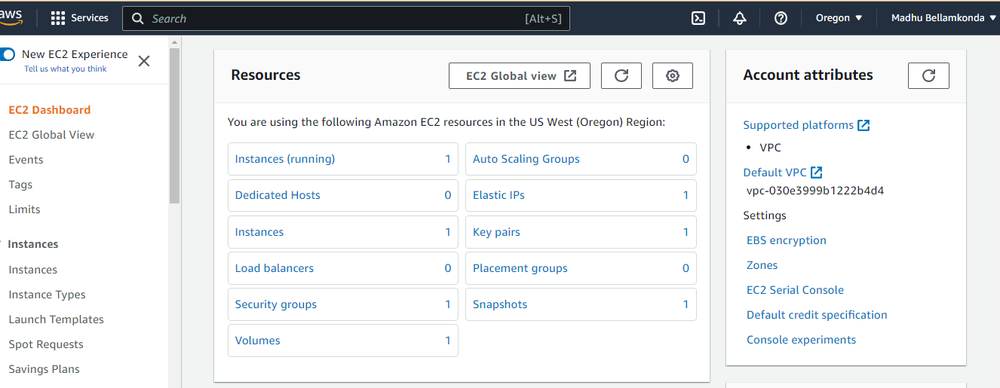 aws
Services
Search
[Alt+S]
Oregon
Madhu Bellamkonda
New EC2 Experience
Tell us what you think
EC2 Dashboard
EC2 Global View
Events
Tags
Limits
Instances
Instances
Instance Types
Launch Templates
Spot Requests
Savings Plans
Resources
EC2 Global view
You are using the following Amazon EC2 resources in the US West (Oregon) Region:
Instances (running) 1
Auto Scaling Groups 0
Dedicated Hosts 0
Elastic IPs 1
Instances 1
Key pairs 1
Load balancers 0
Placement groups 0
Security groups 1
Snapshots 1
Volumes 1
Account attributes
Supported platforms
• VPC
Default VPC
vpc-030e3999b1222b4d4
Settings
EBS encryption
Zones
EC2 Serial Console
Default credit specification
Console experiments